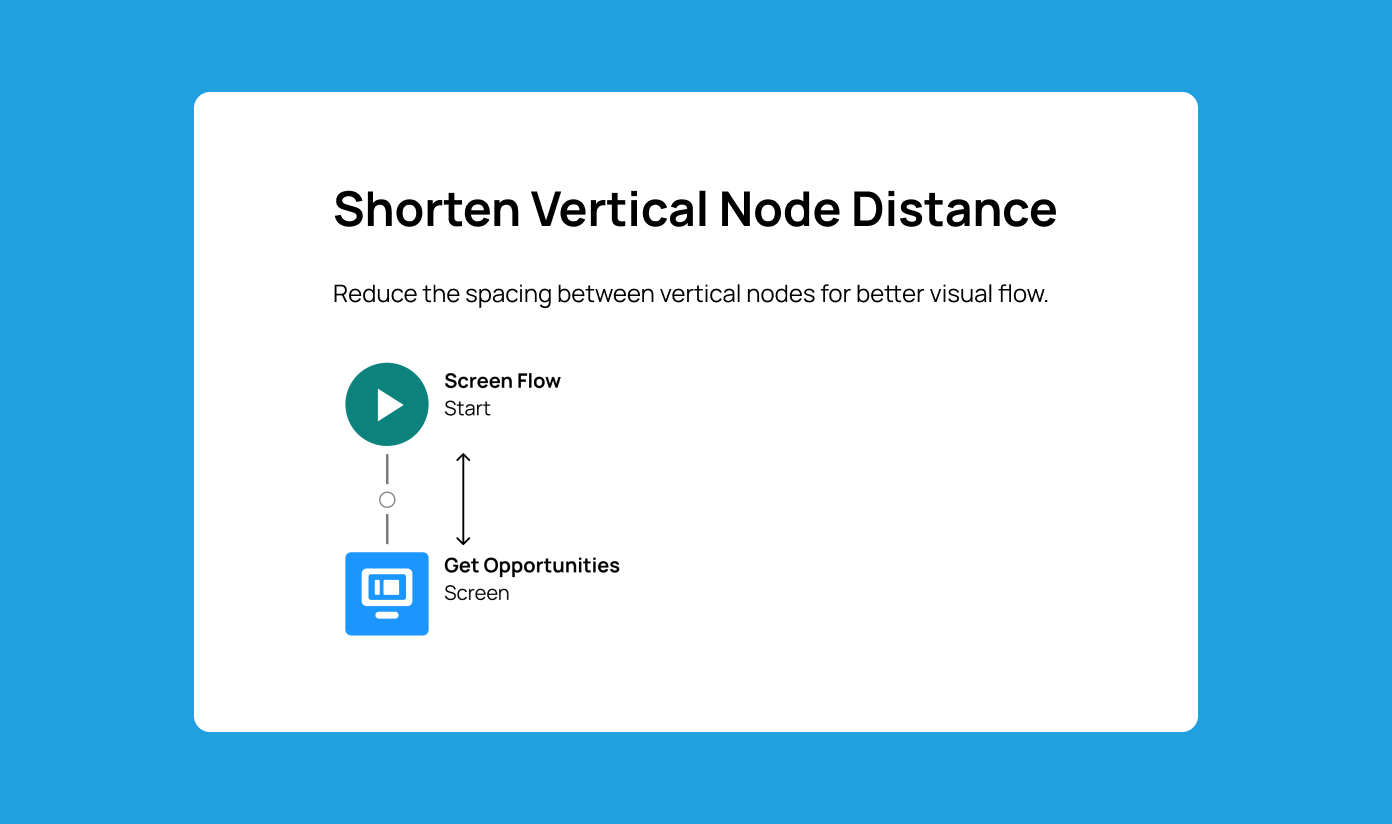 Shorten Vertical Node Distance
Reduce the spacing between vertical nodes for better visual flow.
Screen Flow
Start
Get Opportunities
Screen